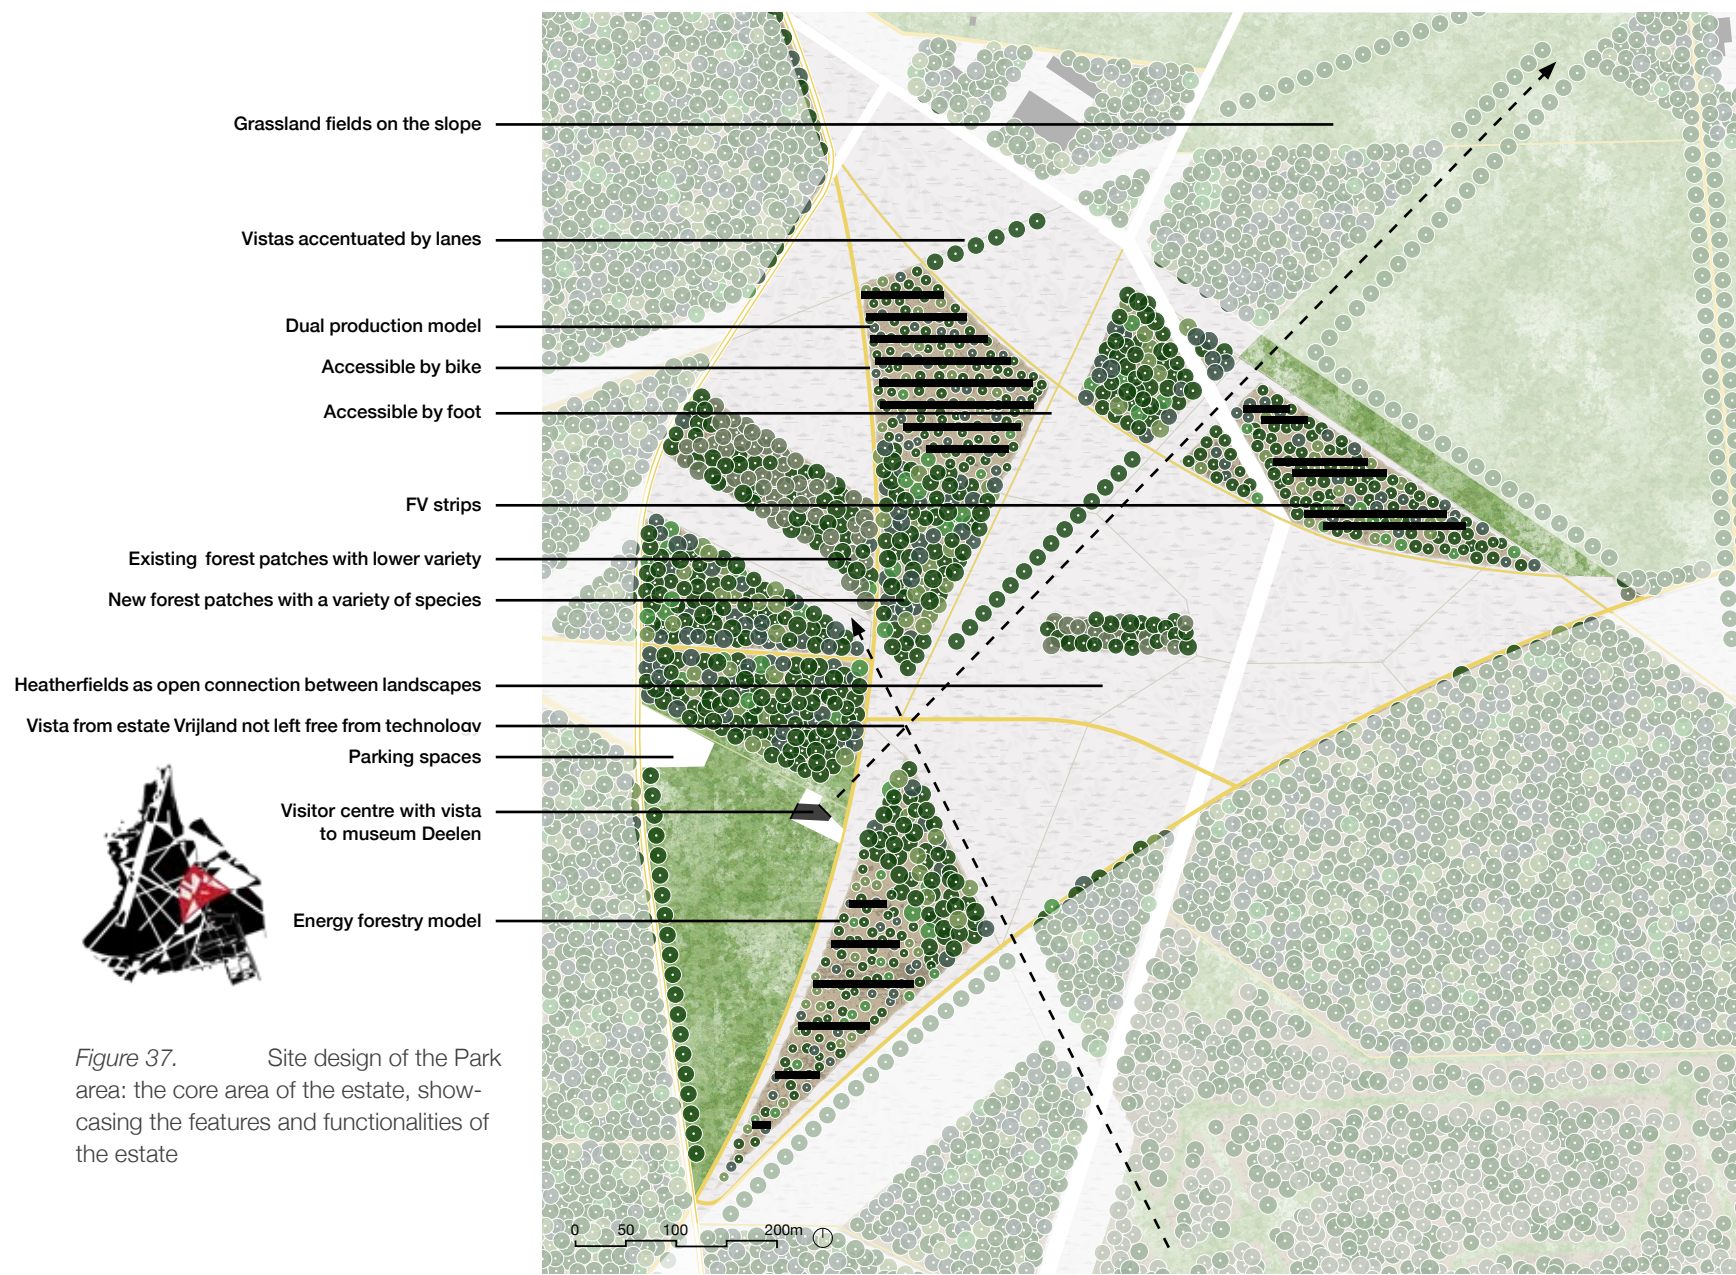 Grassland fields on the slope
Vistas accentuated by lanes
Dual production model
Accessible by bike
Accessible by foot
FV strips
Existing forest patches with lower variety
New forest patches with a variety of species
Heatherfields as open connection between landscapes
Vista from estate Vrijland not left free from technology
Parking spaces
Visitor centre with vista
to museum Deelen
Energy forestry model
Figure 37. Site design of the Park
area: the core area of the estate, show-
casing the features and functionalities of
the estate
0 50 100 200m